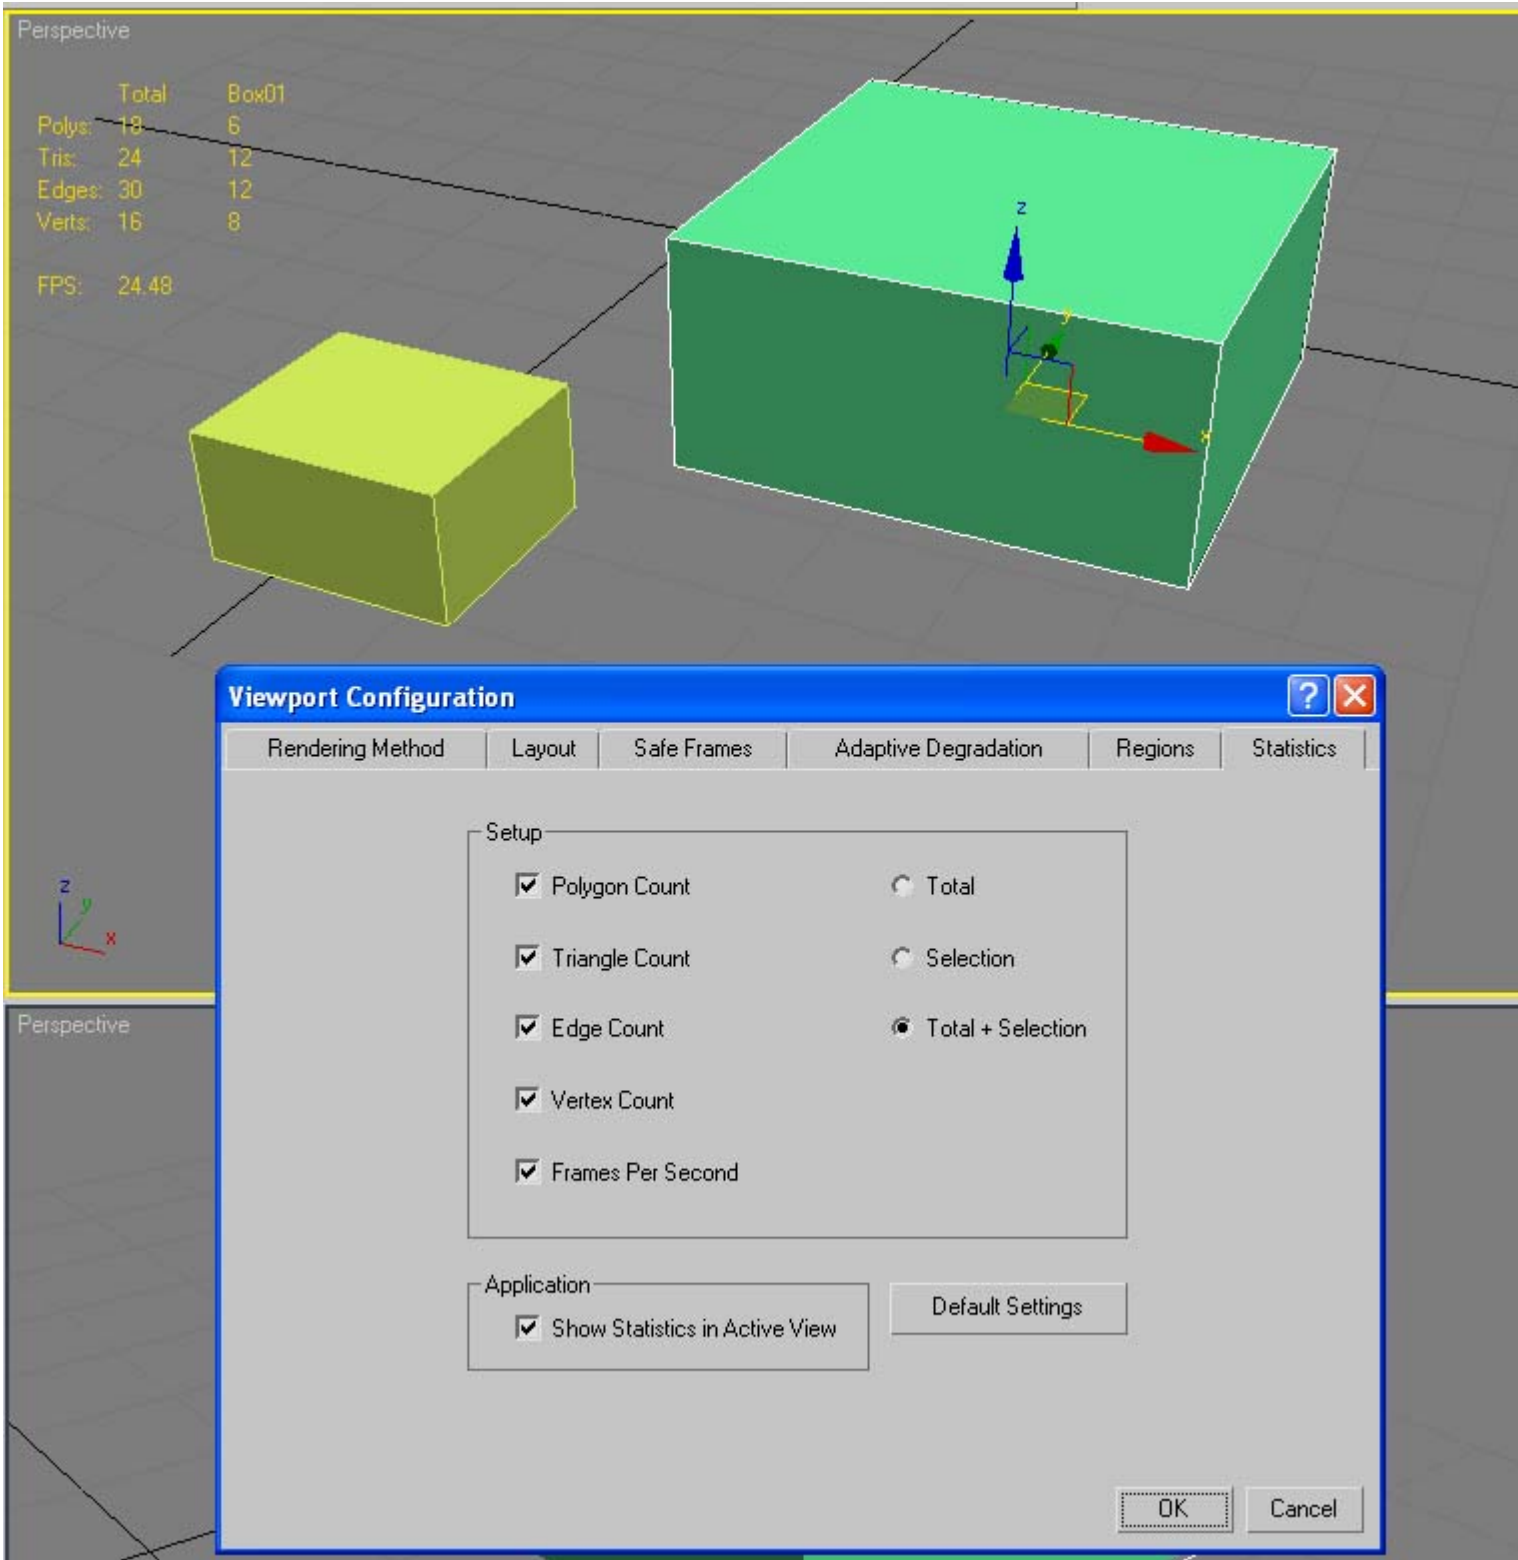 Perspective
Total Box01
Polys: 18 6
Tris: 24 12
Edges: 30 12
Verts: 16 8
FPS: 24.48
z
y
x
z
y
x
Viewport Configuration
Rendering Method Layout Safe Frames Adaptive Degradation Regions Statistics
Setup
Polygon Count Total
Triangle Count Selection
Edge Count Total + Selection
Vertex Count
Frames Per Second
Application
Show Statistics in Active View
Default Settings
OK Cancel
Perspective